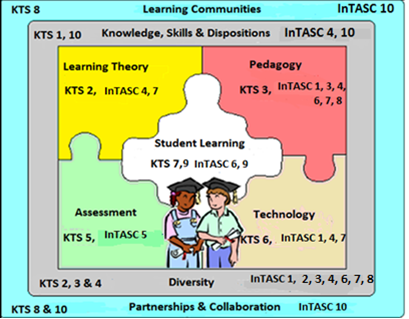 KTS 8 Learning Communities InTASC 10
KTS 1, 10 Knowledge, Skills & Dispositions InTASC 4, 10
Learning Theory
KTS 2, InTASC 4, 7
Pedagogy
KTS 3, InTASC 1, 3, 4,
6, 7, 8
Student Learning
KTS 7,9 InTASC 6, 9
Assessment
KTS 5, InTASC 5
Technology
KTS 6, InTASC 1, 4, 7
KTS 2, 3 & 4 Diversity InTASC 1, 2, 3, 4, 6, 7, 8
KTS 8 & 10 Partnerships & Collaboration InTASC 10